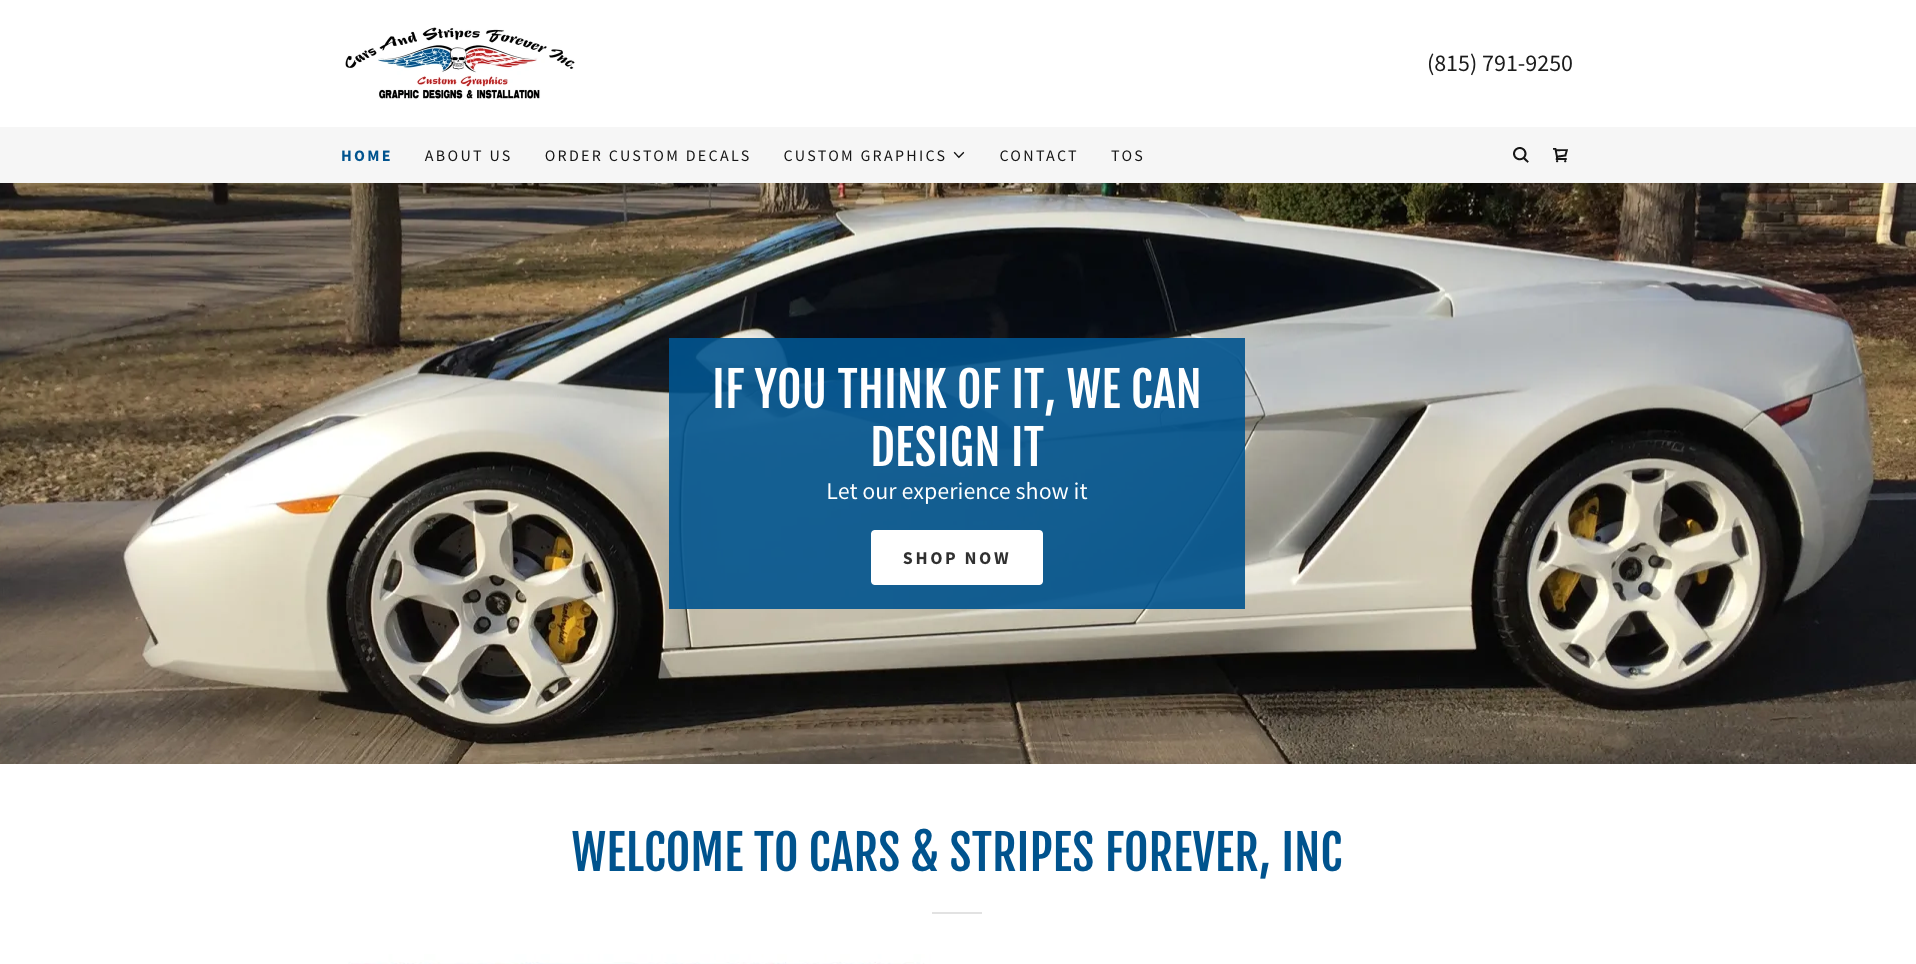 Cars And Stripes Forever Inc.
Custom Graphics
GRAPHIC DESIGNS & INSTALLATION
(815) 791-9250
HOME ABOUT US ORDER CUSTOM DECALS CUSTOM GRAPHICS CONTACT TOS
IF YOU THINK OF IT, WE CAN
DESIGN IT
Let our experience show it
SHOP NOW
WELCOME TO CARS & STRIPES FOREVER, INC